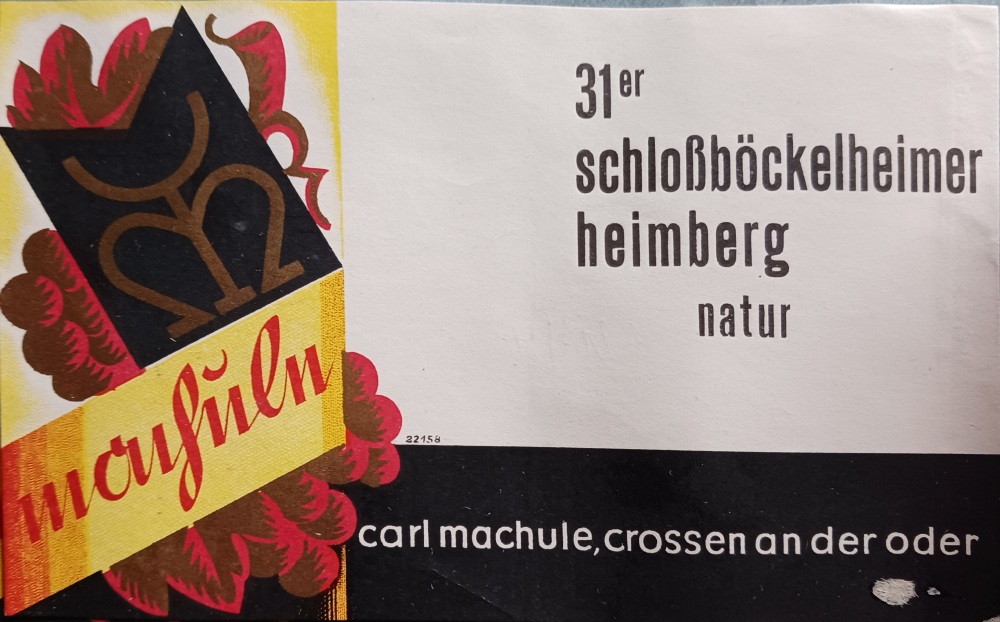 31er
schloßböckelheimer
heimberg
natur
machule
22158
carl machule, crossen an der oder